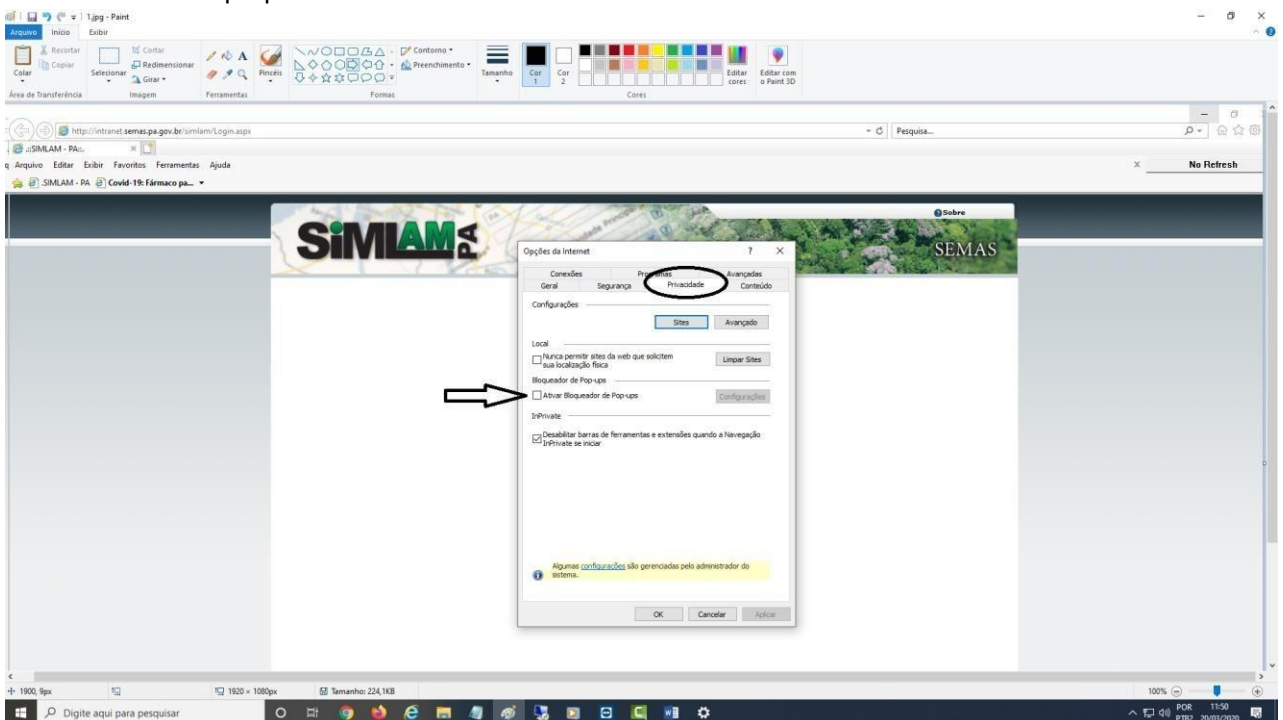 1.jpg - Paint
Arquivo Início Exibir
Colar
Recortar
Copiar
Selecionar
Cortar
Redimensionar
Girar
Pincéis
Contorno
Preenchimento
Tamanho
Cor 1
Cor 2
Editar cores
Editar com o Paint 3D
Área de Transferência Imagem Ferramentas Formas Cores
http://intranet.semas.pa.gov.br/simlam/Login.aspx
Pesquisa...
.:SIMLAM - PA:.
Arquivo Editar Exibir Favoritos Ferramentas Ajuda
x No Refresh
.SIMLAM - PA Covid-19: Fármaco pa...
Sobre
SiMLAM PA
SEMAS
Opções da Internet ? X
Conexões Programas Avançadas
Geral Segurança Privacidade Conteúdo
Configurações
Sites Avançado
Local
Nunca permitir sites da web que solicitem
sua localização física
Limpar Sites
Bloqueador de Pop-ups
Ativar Bloqueador de Pop-ups Configurações
InPrivate
Desabilitar barras de ferramentas e extensões quando a Navegação
InPrivate se iniciar
Algumas configurações são gerenciadas pelo administrador do
sistema.
OK Cancelar Aplicar
1900, 9px 1920 × 1080px Tamanho: 224,1KB 100%
Digite aqui para pesquisar
POR 11:50
PTB2 20/03/2020